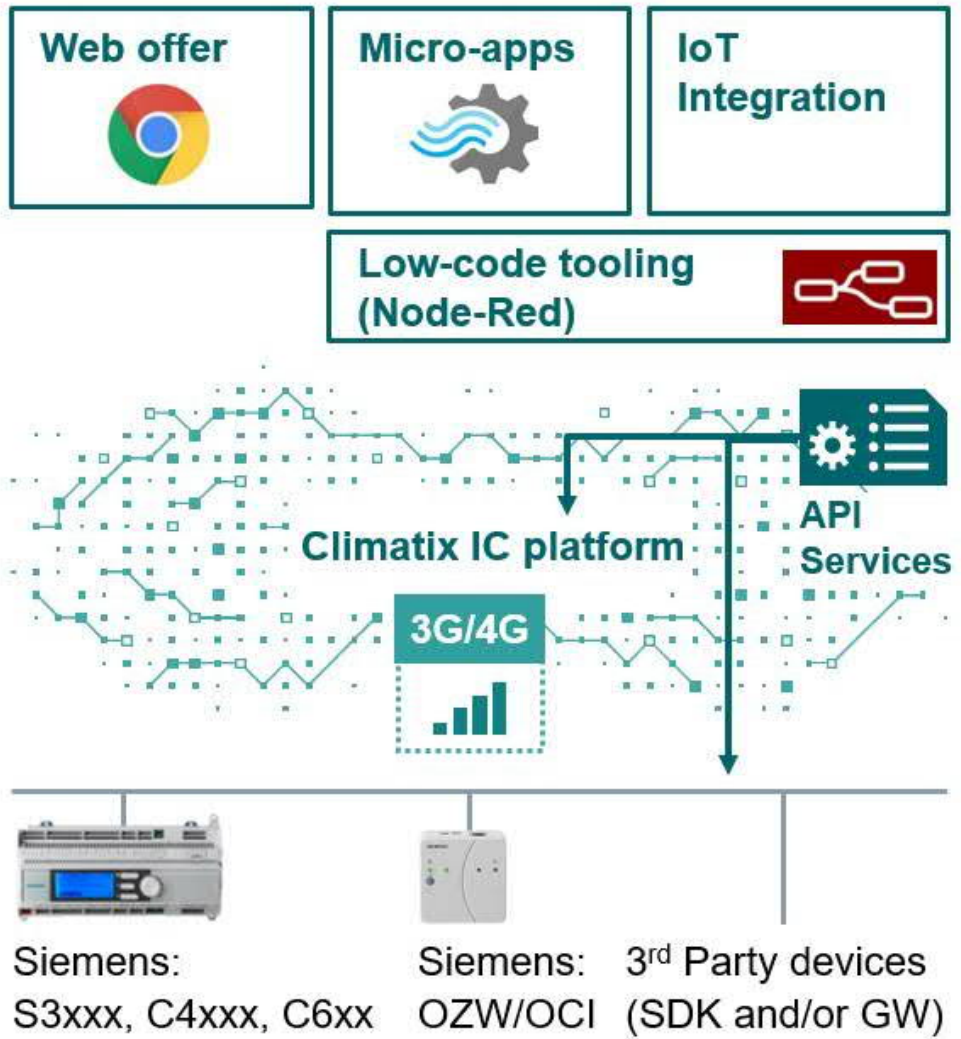 Web offer
Micro-apps
IoT
Integration
Low-code tooling
(Node-Red)
API
Services
Climatix IC platform
3G/4G
Siemens:
S3xxx, C4xxx, C6xx
Siemens:
OZW/OCI
3rd Party devices
(SDK and/or GW)